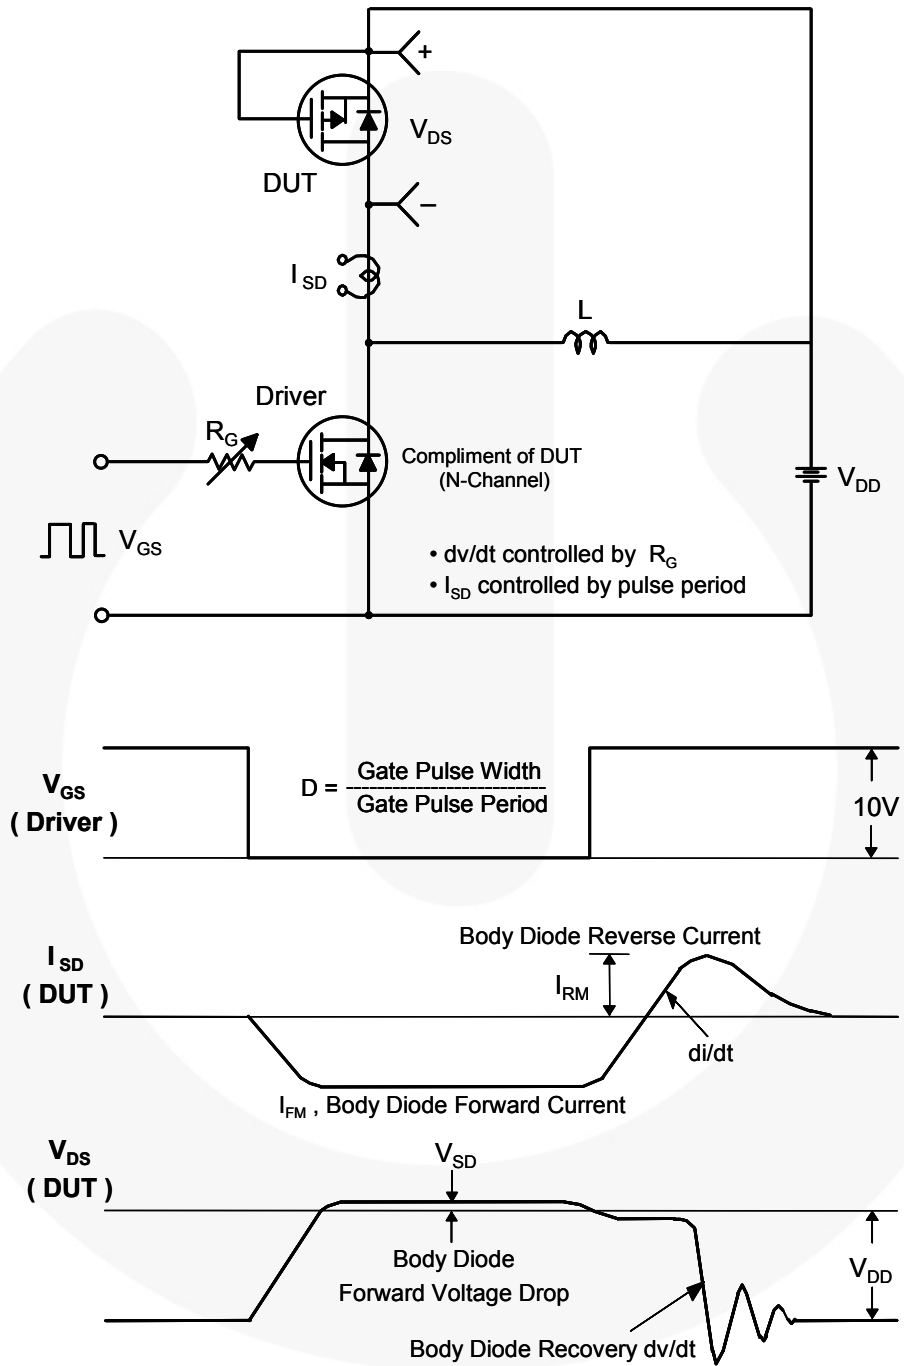 +
V_DS
DUT
−
I_SD
L
Driver
R_G
Compliment of DUT
(N-Channel)
V_DD
V_GS
• dv/dt controlled by R_G
• I_SD controlled by pulse period
V_GS
( Driver )
D = Gate Pulse Width
Gate Pulse Period
10V
Body Diode Reverse Current
I_SD
( DUT )
I_RM
di/dt
I_FM , Body Diode Forward Current
V_DS
( DUT )
V_SD
Body Diode
Forward Voltage Drop
V_DD
Body Diode Recovery dv/dt